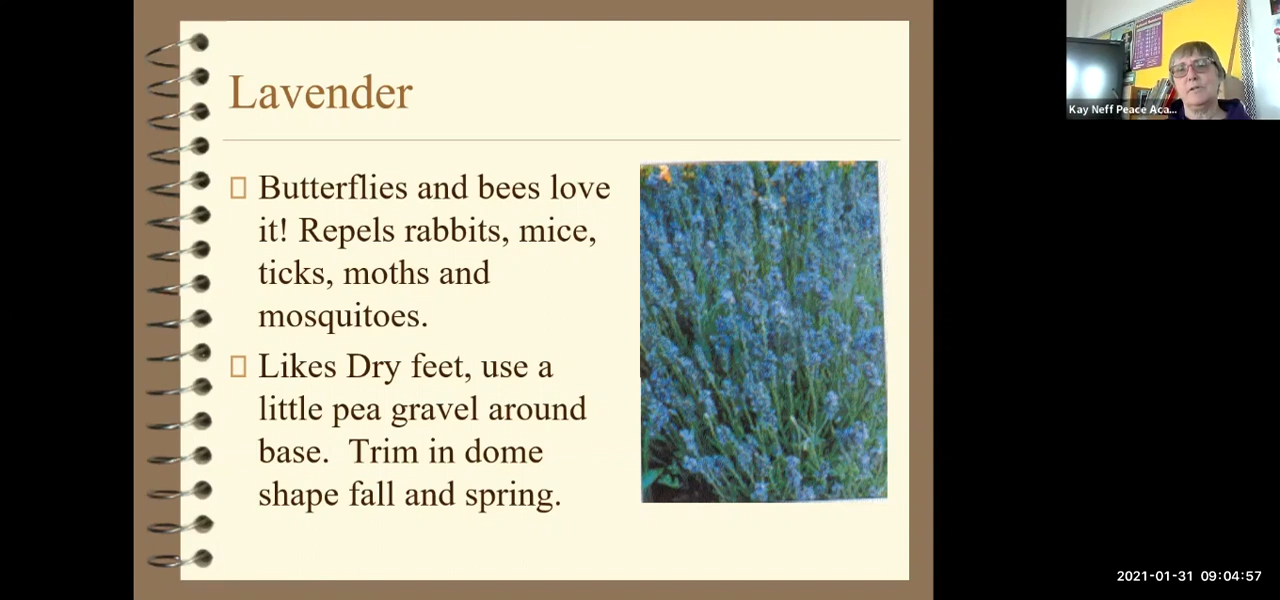 Lavender
Butterflies and bees love
it! Repels rabbits, mice,
ticks, moths and
mosquitoes.
Likes Dry feet, use a
little pea gravel around
base.  Trim in dome
shape fall and spring.
Kay Neff Peace Aca...
2021-01-31 09:04:57